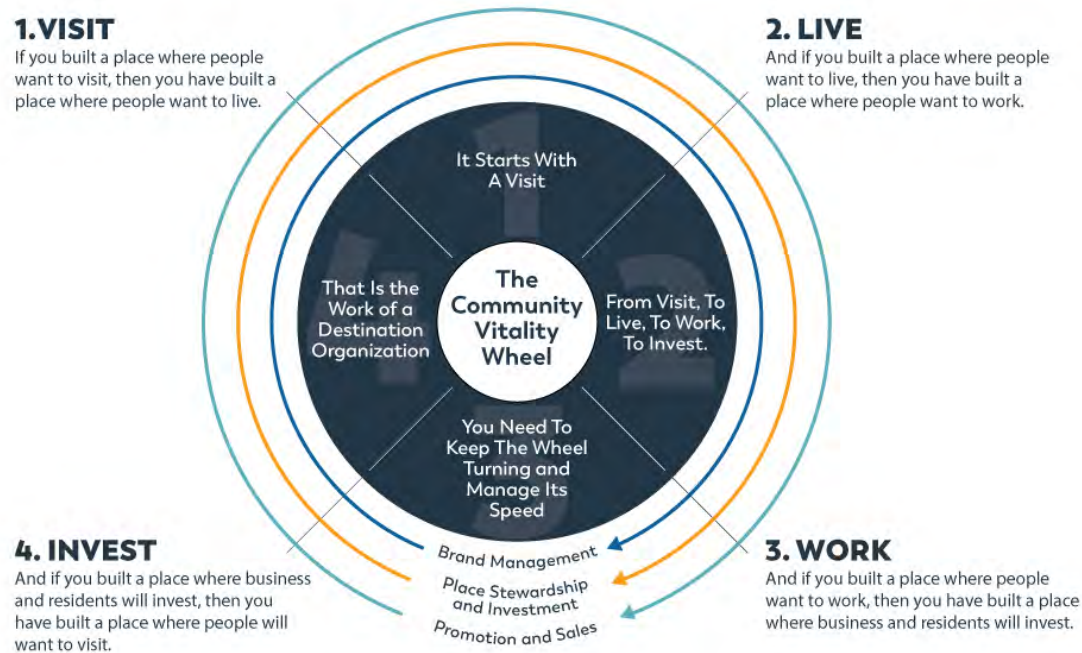 1.VISIT
If you built a place where people
want to visit, then you have built a
place where people want to live.
2. LIVE
And if you built a place where people
want to live, then you have built a
place where people want to work.
1
It Starts With
A Visit
2
From Visit, To
Live, To Work,
To Invest.
3
You Need To
Keep The Wheel
Turning and
Manage Its
Speed
4
That Is the
Work of a
Destination
Organization
The
Community
Vitality
Wheel
Brand Management
Place Stewardship
and Investment
Promotion and Sales
3. WORK
And if you built a place where people
want to work, then you have built a place
where business and residents will invest.
4. INVEST
And if you built a place where business
and residents will invest, then you
have built a place where people will
want to visit.